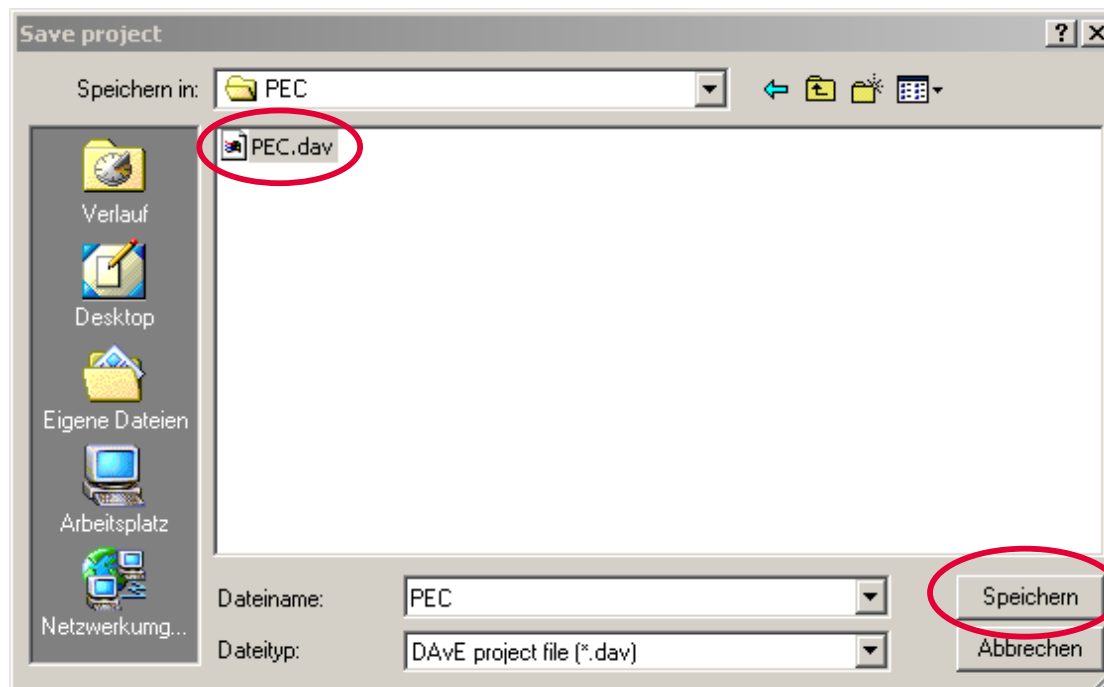 Save project
Speichern in: PEC
PEC.dav
Verlauf
Desktop
Eigene Dateien
Arbeitsplatz
Netzwerkumg...
Dateiname: PEC Speichern
Dateityp: DAvE project file (*.dav) Abbrechen